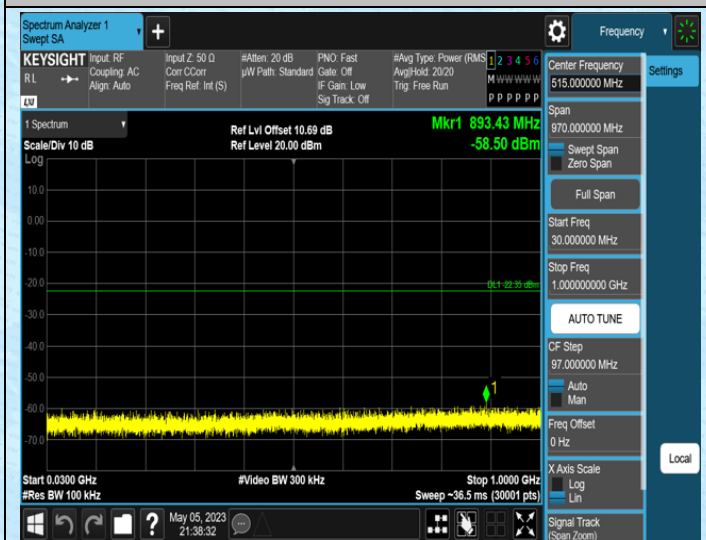 Spectrum Analyzer 1
Swept SA
Frequency
KEYSIGHT
RL
Input: RF
Coupling: AC
Align: Auto
Input Z: 50 Ω
Corr CCorr
Freq Ref: Int (S)
#Atten: 20 dB
µW Path: Standard
PNO: Fast
Gate: Off
IF Gain: Low
Sig Track: Off
#Avg Type: Power (RMS
Avg|Hold: 20/20
Trig: Free Run
1 2 3 4 5 6
M W W W W W
P P P P P P
LXI
1 Spectrum
Scale/Div 10 dB
Log
Ref Lvl Offset 10.69 dB
Ref Level 20.00 dBm
Mkr1 893.43 MHz
-58.50 dBm
10.0
0.00
-10.0
-20.0
DL1 -22.35 dBm
-30.0
-40.0
-50.0
1
-60.0
-70.0
Start 0.0300 GHz
#Res BW 100 kHz
#Video BW 300 kHz
Stop 1.0000 GHz
Sweep ~36.5 ms (30001 pts)
?
May 05, 2023
21:38:32
Center Frequency
515.000000 MHz
Settings
Span
970.000000 MHz
Swept Span
Zero Span
Full Span
Start Freq
30.000000 MHz
Stop Freq
1.000000000 GHz
AUTO TUNE
CF Step
97.000000 MHz
Auto
Man
Freq Offset
0 Hz
Local
X Axis Scale
Log
Lin
Signal Track
(Span Zoom)